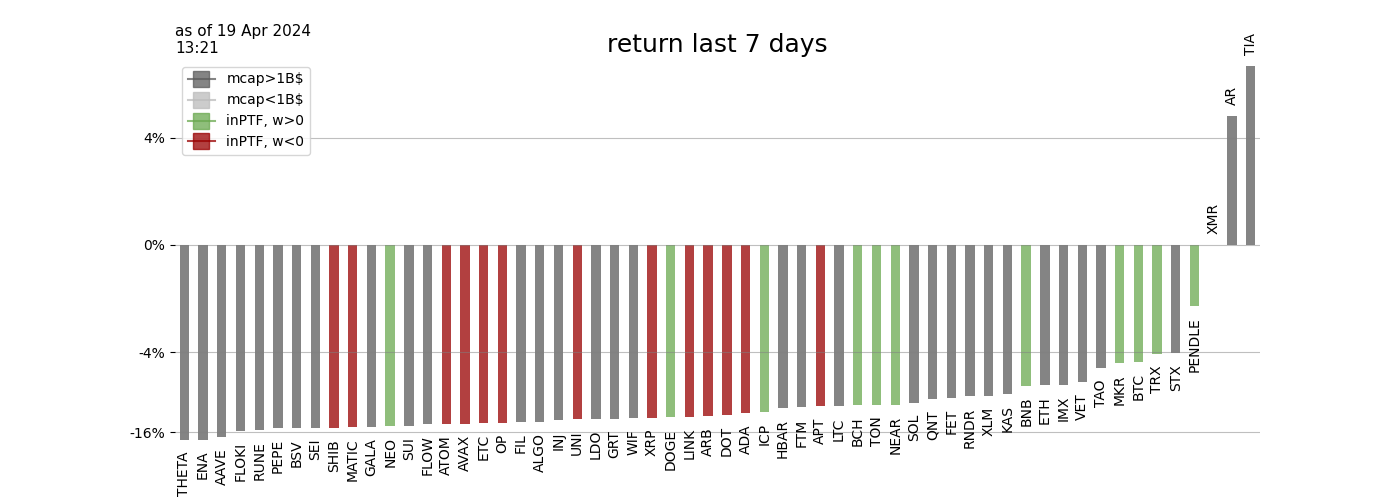 as of 19 Apr 2024
13:21
return last 7 days
mcap>1B$
mcap<1B$
inPTF, w>0
inPTF, w<0
4%
0%
-4%
-16%
THETA
ENA
AAVE
FLOKI
RUNE
PEPE
BSV
SEI
SHIB
MATIC
GALA
NEO
SUI
FLOW
ATOM
AVAX
ETC
OP
FIL
ALGO
INJ
UNI
LDO
GRT
WIF
XRP
DOGE
LINK
ARB
DOT
ADA
ICP
HBAR
FTM
APT
LTC
BCH
TON
NEAR
SOL
QNT
FET
RNDR
XLM
KAS
BNB
ETH
IMX
VET
TAO
MKR
BTC
TRX
STX
PENDLE
XMR
AR
TIA